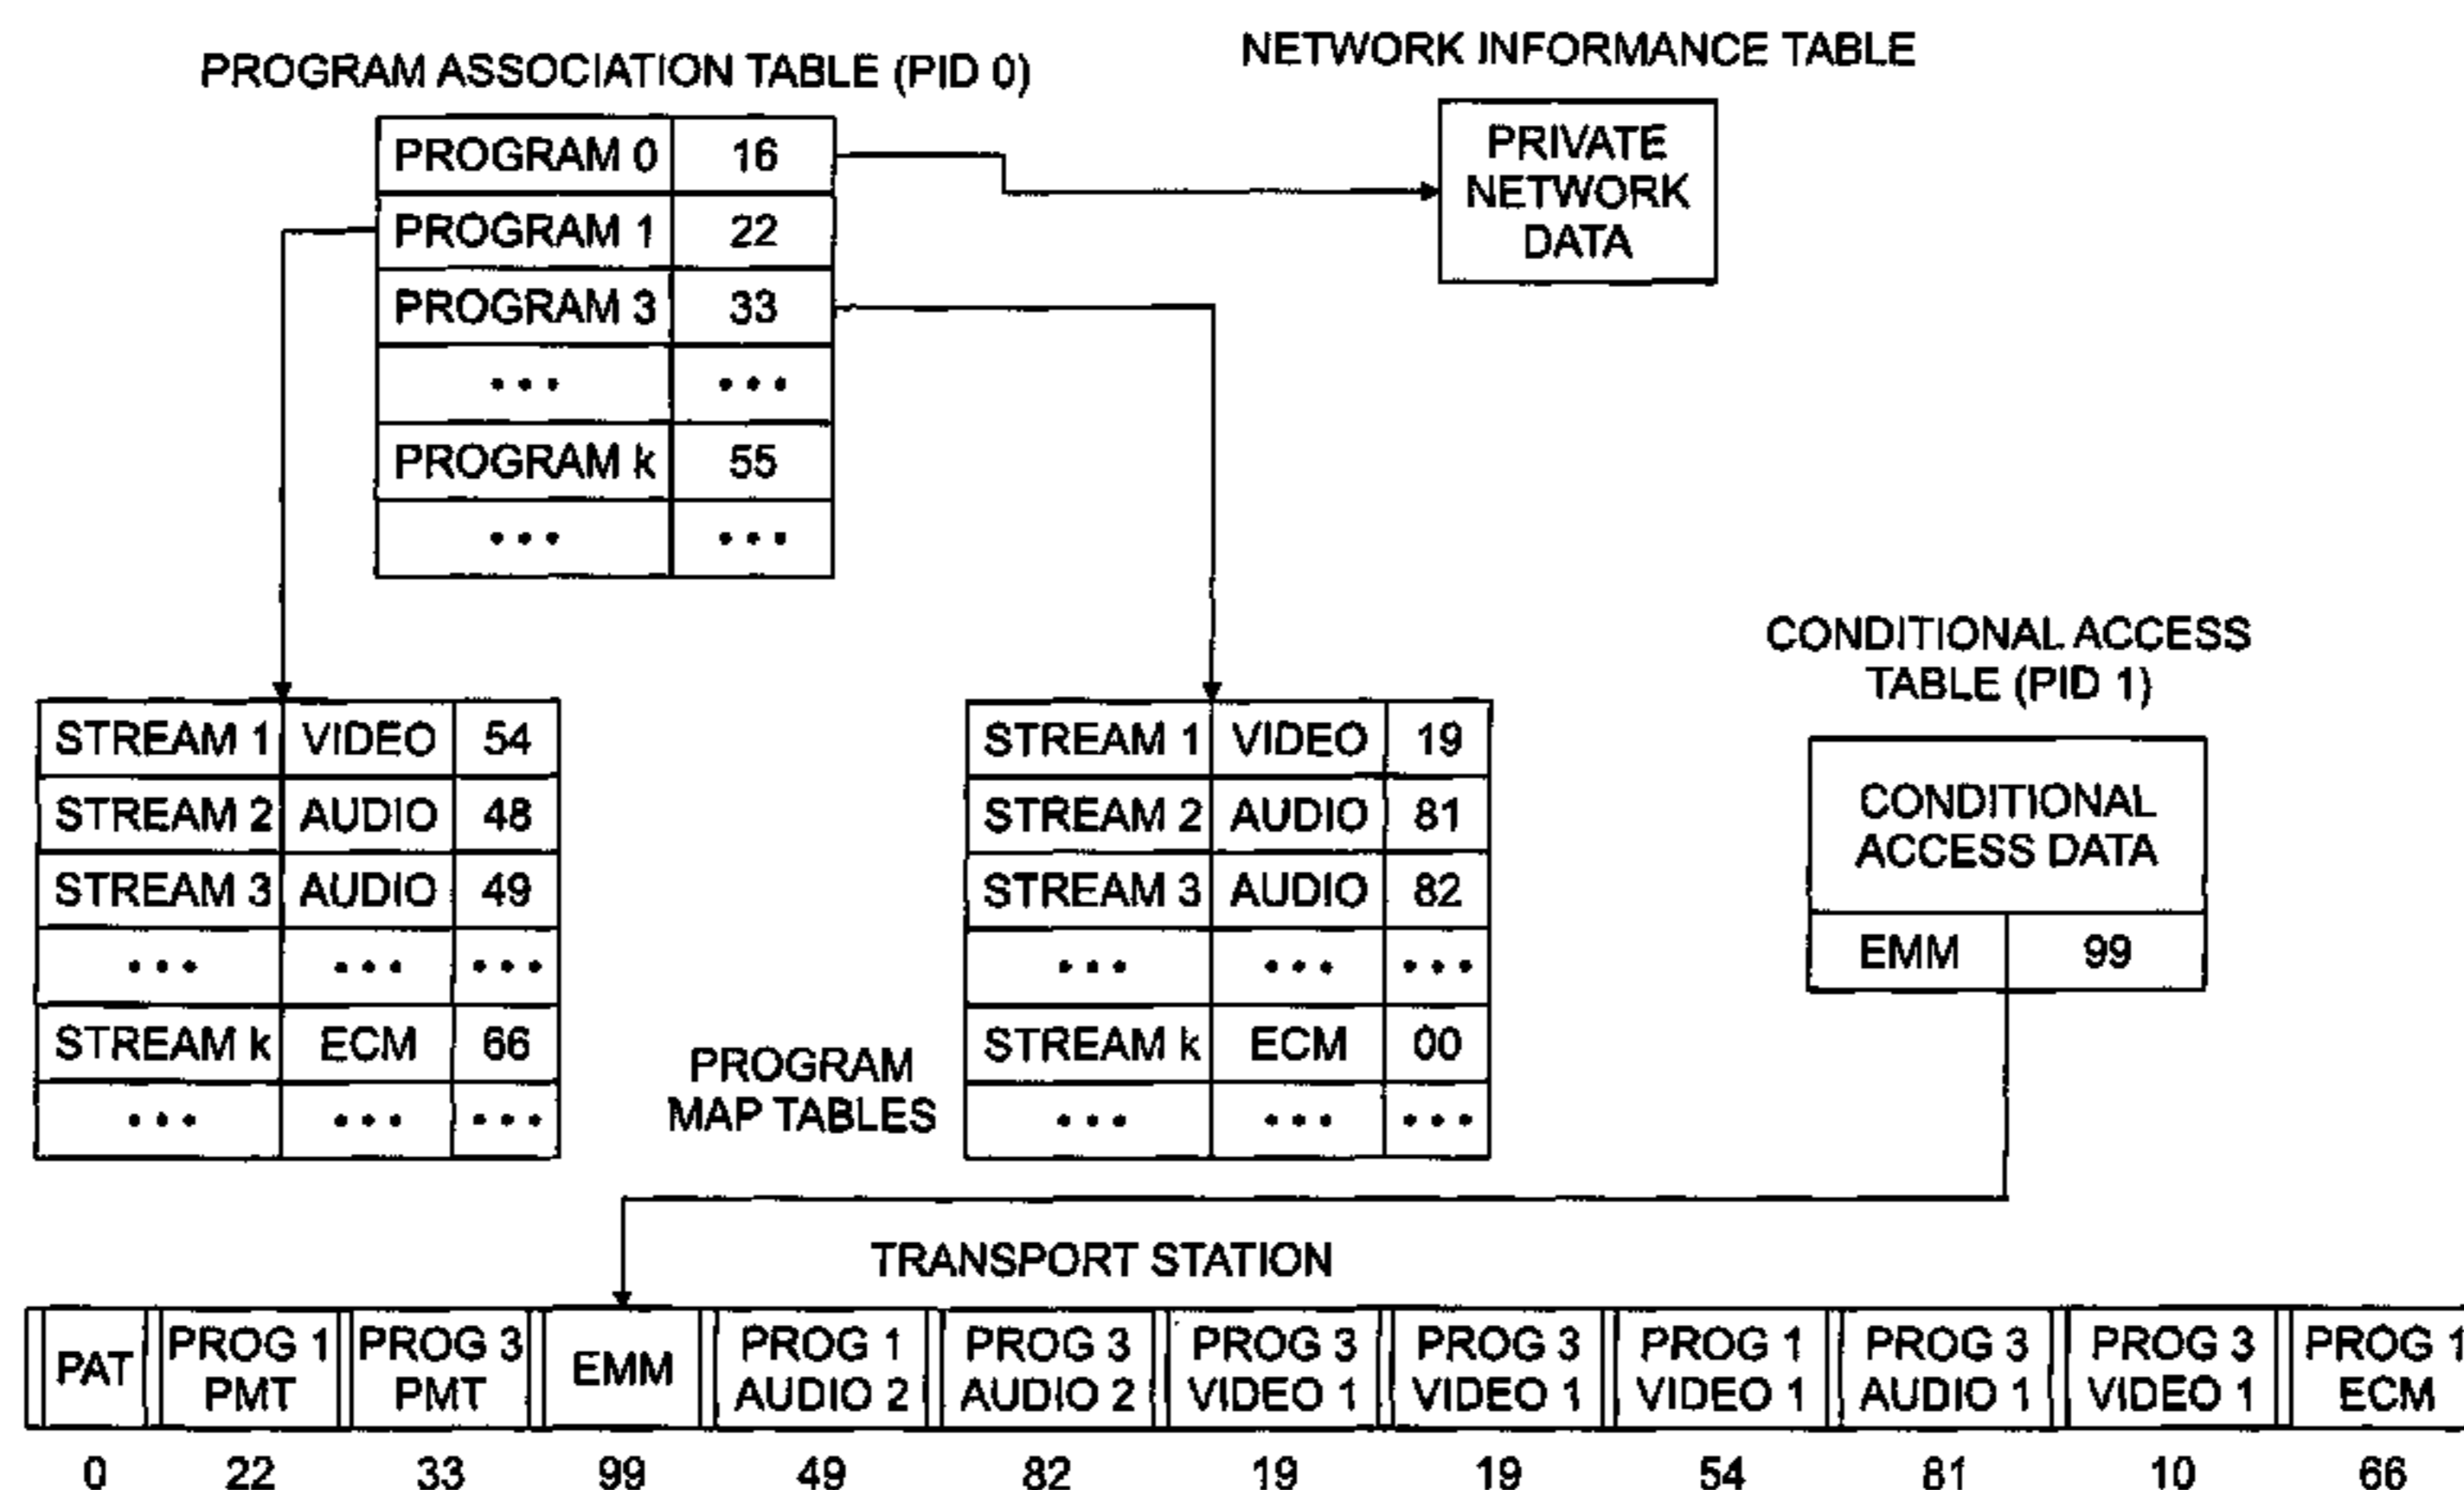 PROGRAM ASSOCIATION TABLE (PID 0)
NETWORK INFORMANCE TABLE
PROGRAM 0 16
PROGRAM 1 22
PROGRAM 3 33
• • • • • •
PROGRAM k 55
• • • • • •
PRIVATE
NETWORK
DATA
STREAM 1 VIDEO 54
STREAM 2 AUDIO 48
STREAM 3 AUDIO 49
• • • • • • • • •
STREAM k ECM 66
• • • • • • • • •
PROGRAM
MAP TABLES
STREAM 1 VIDEO 19
STREAM 2 AUDIO 81
STREAM 3 AUDIO 82
• • • • • • • • •
STREAM k ECM 00
• • • • • • • • •
CONDITIONAL ACCESS
TABLE (PID 1)
CONDITIONAL
ACCESS DATA
EMM 99
TRANSPORT STATION
PAT
PROG 1
PMT
PROG 3
PMT
EMM
PROG 1
AUDIO 2
PROG 3
AUDIO 2
PROG 3
VIDEO 1
PROG 3
VIDEO 1
PROG 1
VIDEO 1
PROG 3
AUDIO 1
PROG 3
VIDEO 1
PROG 1
ECM
0 22 33 99 49 82 19 19 54 81 10 66